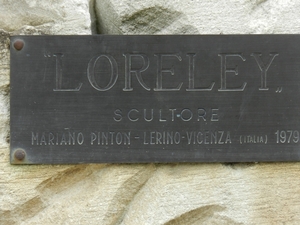 "LORELEY„
SCULTORE
MARIANO PINTON - LERINO-VICENZA (ITALIA) 1979